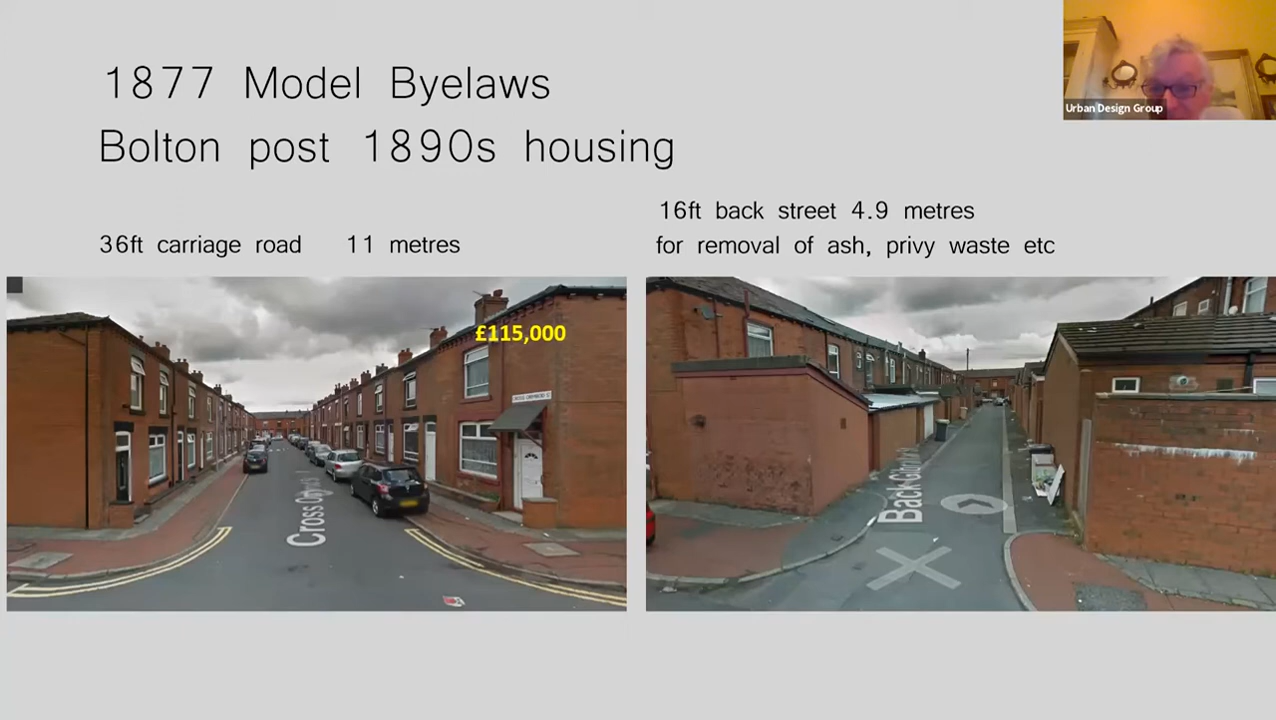 1877 Model Byelaws
Bolton post 1890s housing
Urban Design Group
36ft carriage road 11 metres
16ft back street 4.9 metres
for removal of ash, privy waste etc
£115,000
Cross
Back